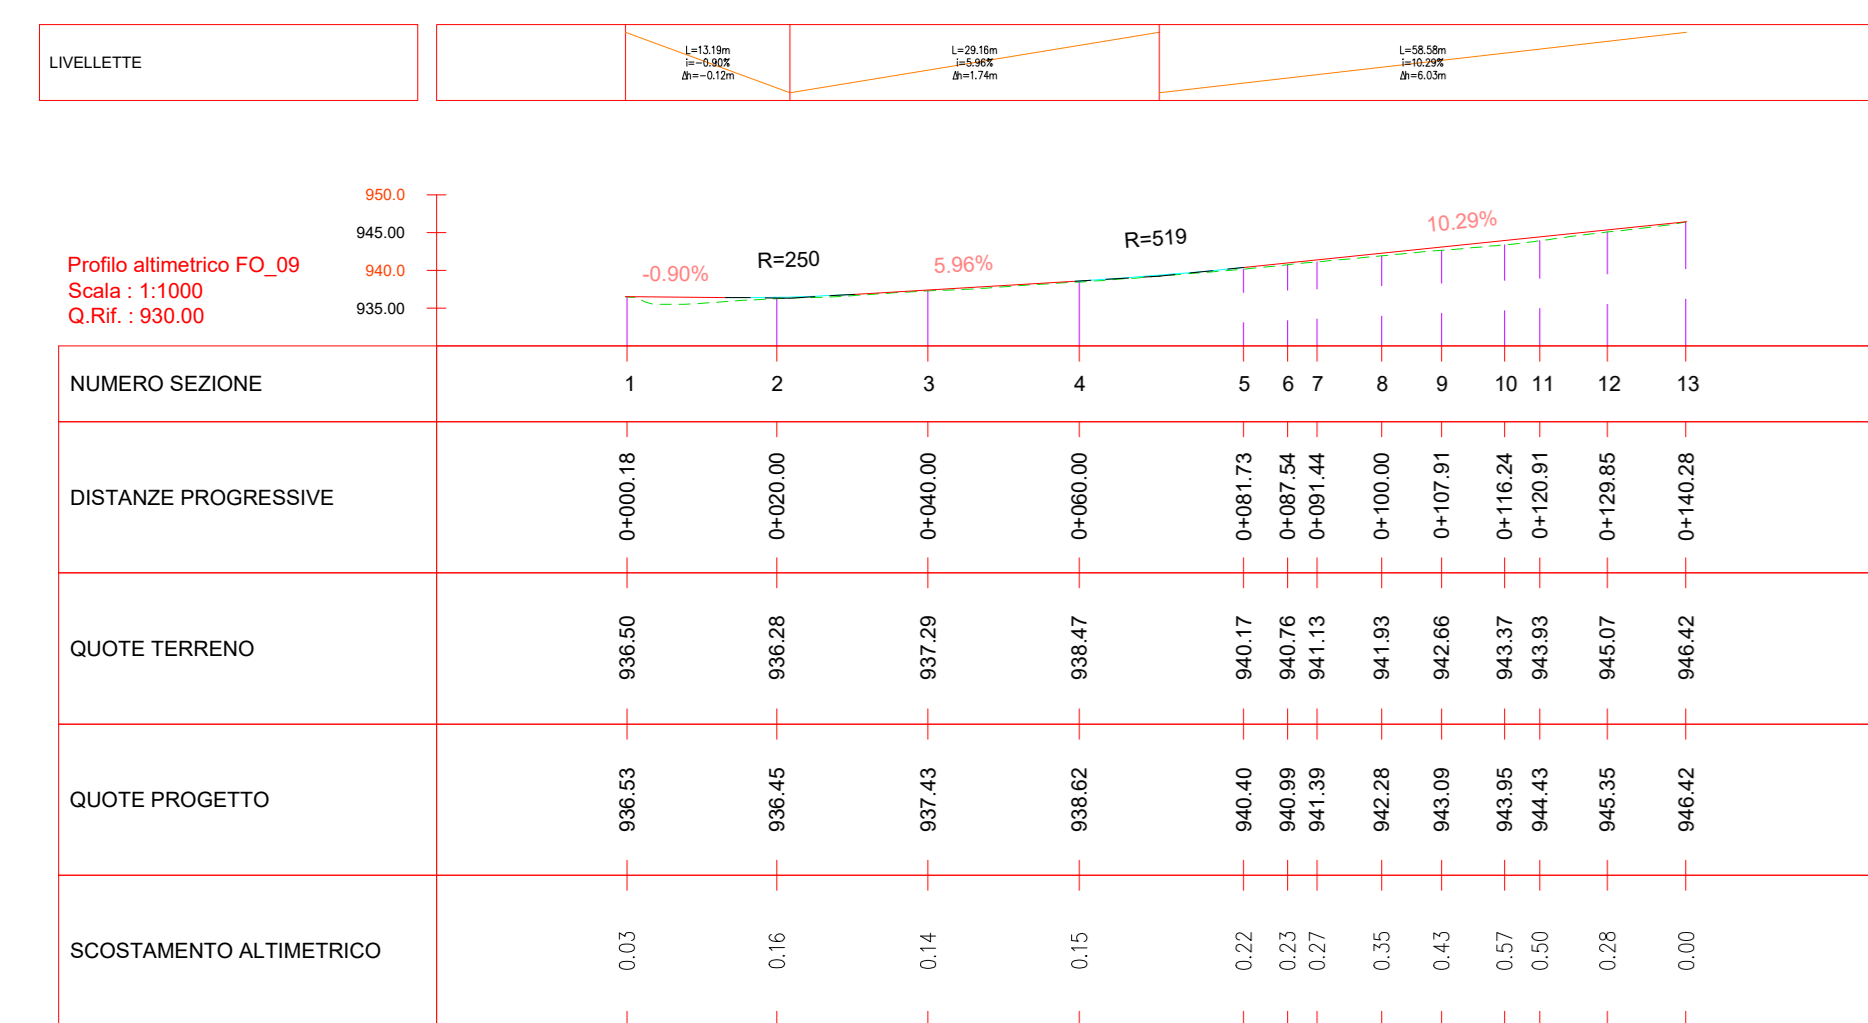 LIVELLETTE
L=13.19m
i=-0.90%
Δh=-0.12m
L=29.16m
i=5.96%
Δh=1.74m
L=58.58m
i=10.29%
Δh=6.03m
Profilo altimetrico FO_09
Scala : 1:1000
Q.Rif. : 930.00
950.0
945.00
940.0
935.00
-0.90%
R=250
5.96%
R=519
10.29%
NUMERO SEZIONE 1 2 3 4 5 6 7 8 9 10 11 12 13
DISTANZE PROGRESSIVE 0+000.18 0+020.00 0+040.00 0+060.00 0+081.73 0+087.54 0+091.44 0+100.00 0+107.91 0+116.24 0+120.91 0+129.85 0+140.28
QUOTE TERRENO 936.50 936.28 937.29 938.47 940.17 940.76 941.13 941.93 942.66 943.37 943.93 945.07 946.42
QUOTE PROGETTO 936.53 936.45 937.43 938.62 940.40 940.99 941.39 942.28 943.09 943.95 944.43 945.35 946.42
SCOSTAMENTO ALTIMETRICO 0.03 0.16 0.14 0.15 0.22 0.23 0.27 0.35 0.43 0.57 0.50 0.28 0.00